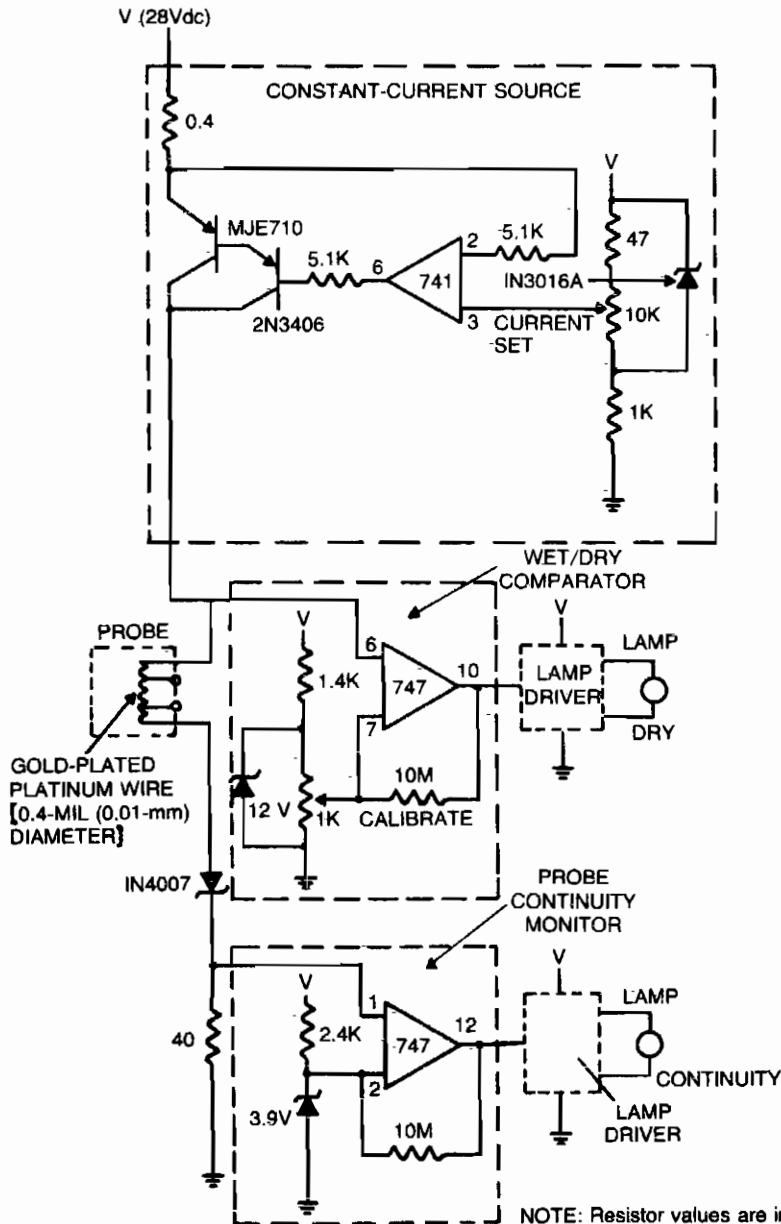 V (28Vdc)
CONSTANT-CURRENT SOURCE
0.4
V
MJE710
5.1K
6
2
5.1K
47
741
IN3016A
3
CURRENT
SET
10K
2N3406
1K
WET/DRY
COMPARATOR
PROBE
V
V
6
10
LAMP
1.4K
747
LAMP
DRIVER
7
DRY
GOLD-PLATED
PLATINUM WIRE
[0.4-MIL (0.01-mm)
DIAMETER]
12 V
10M
1K
CALIBRATE
IN4007
PROBE
CONTINUITY
MONITOR
V
V
1
12
LAMP
40
2.4K
747
2
CONTINUITY
3.9V
10M
LAMP
DRIVER
NOTE: Resistor values are in